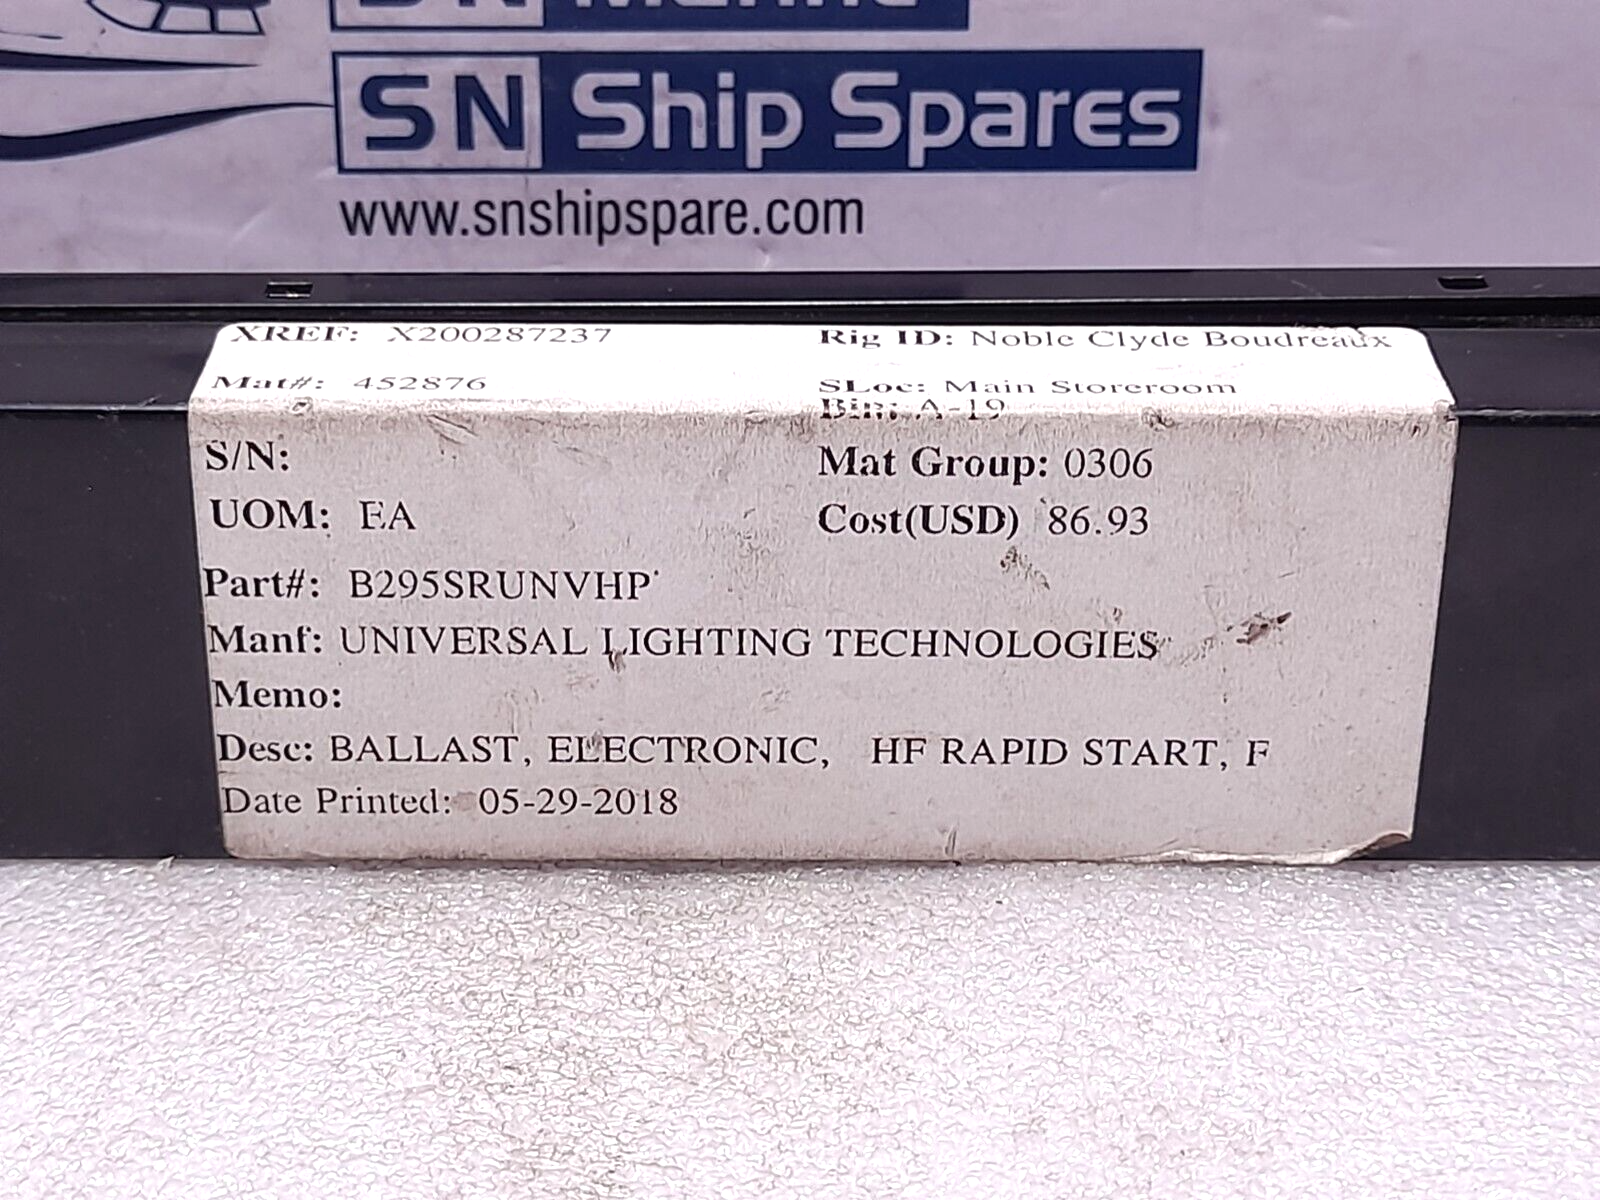 SN Marine
SN Ship Spares
www.snshipspare.com
XREF: X200287237 Rig ID: Noble Clyde Boudreaux
Mat#: 452876 SLoc: Main Storeroom
Bin: A-19
S/N: Mat Group: 0306
UOM: EA Cost(USD) 86.93
Part#: B295SRUNVHP
Manf: UNIVERSAL LIGHTING TECHNOLOGIES
Memo:
Desc: BALLAST, ELECTRONIC, HF RAPID START, F
Date Printed: 05-29-2018